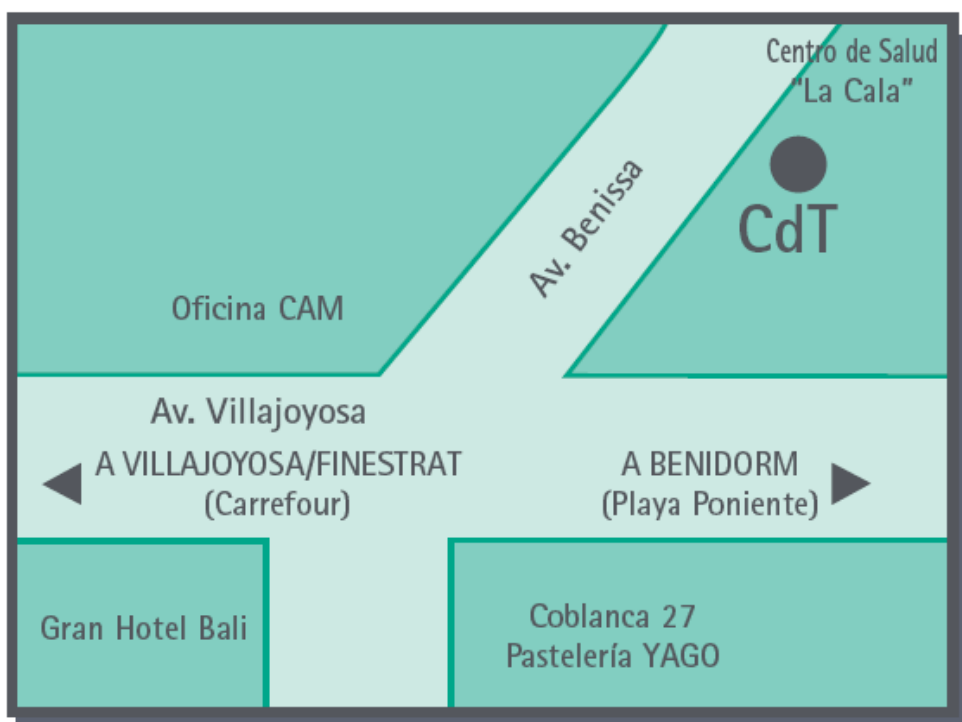 Centro de Salud
"La Cala"
CdT
Av. Benissa
Oficina CAM
Av. Villajoyosa
A VILLAJOYOSA/FINESTRAT
(Carrefour)
A BENIDORM
(Playa Poniente)
Gran Hotel Bali
Coblanca 27
Pastelería YAGO